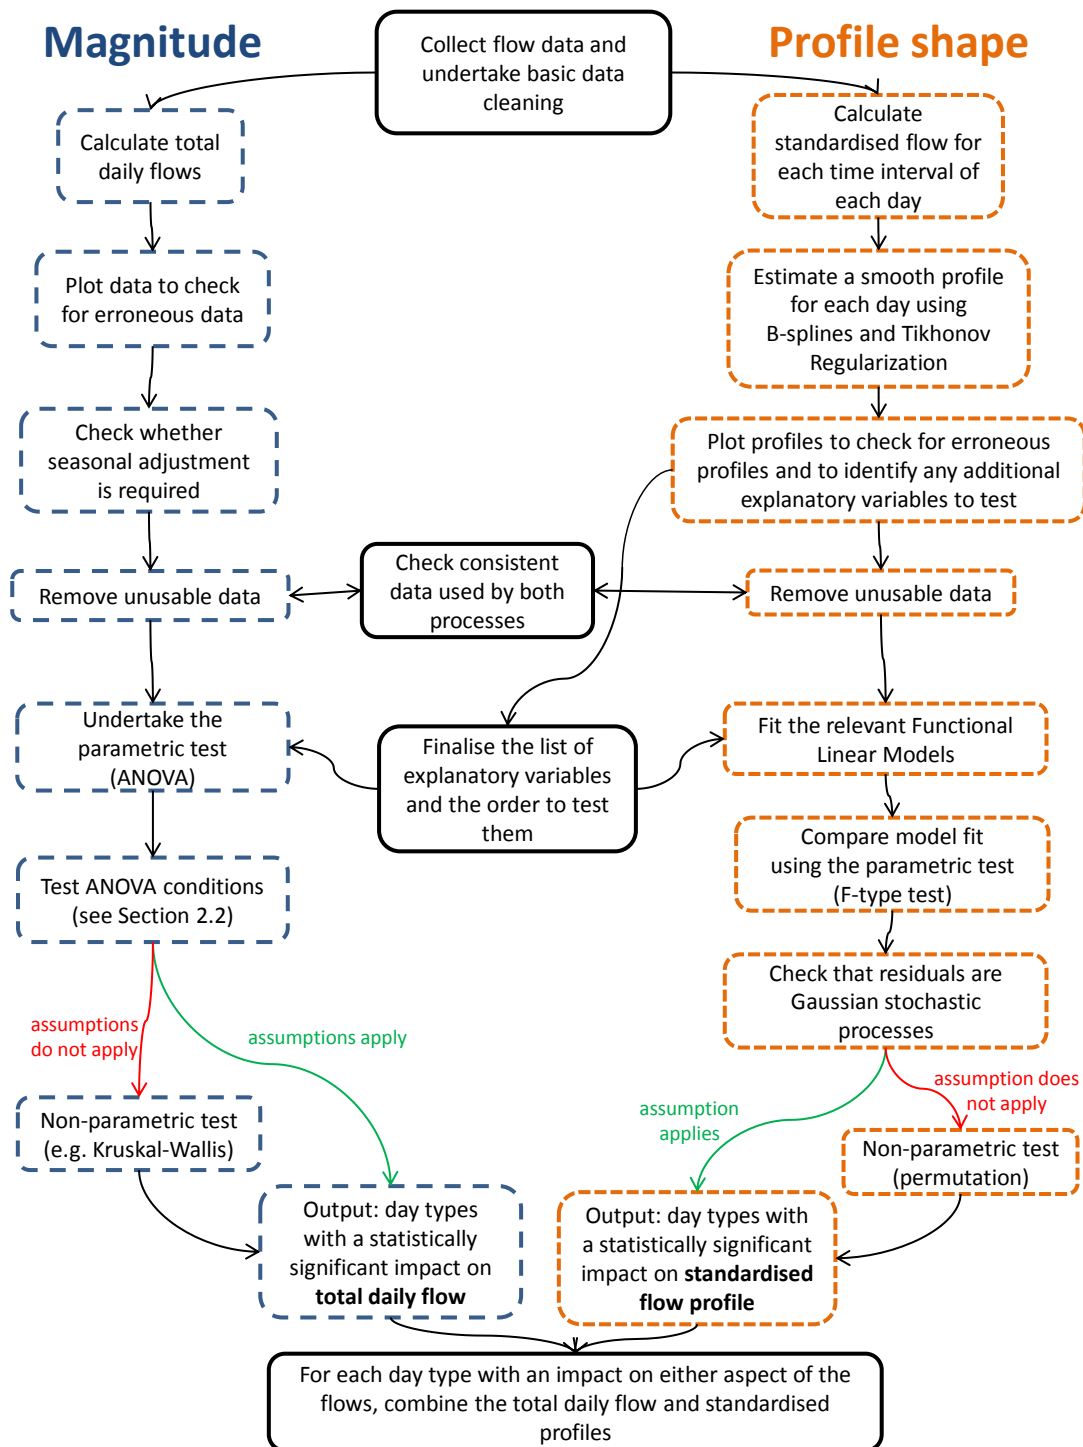 Magnitude
Profile shape
Collect flow data and
undertake basic data
cleaning
Calculate total
daily flows
Calculate
standardised flow for
each time interval of
each day
Plot data to check
for erroneous data
Estimate a smooth profile
for each day using
B-splines and Tikhonov
Regularization
Check whether
seasonal adjustment
is required
Plot profiles to check for erroneous
profiles and to identify any additional
explanatory variables to test
Remove unusable data
Check consistent
data used by both
processes
Remove unusable data
Undertake the
parametric test
(ANOVA)
Finalise the list of
explanatory variables
and the order to test
them
Fit the relevant Functional
Linear Models
Compare model fit
using the parametric test
(F-type test)
Test ANOVA conditions
(see Section 2.2)
Check that residuals are
Gaussian stochastic
processes
assumptions
do not apply
assumptions apply
assumption
applies
assumption does
not apply
Non-parametric test
(e.g. Kruskal-Wallis)
Non-parametric test
(permutation)
Output: day types
with a statistically
significant impact on
total daily flow
Output: day types with
a statistically significant
impact on standardised
flow profile
For each day type with an impact on either aspect of the
flows, combine the total daily flow and standardised
profiles